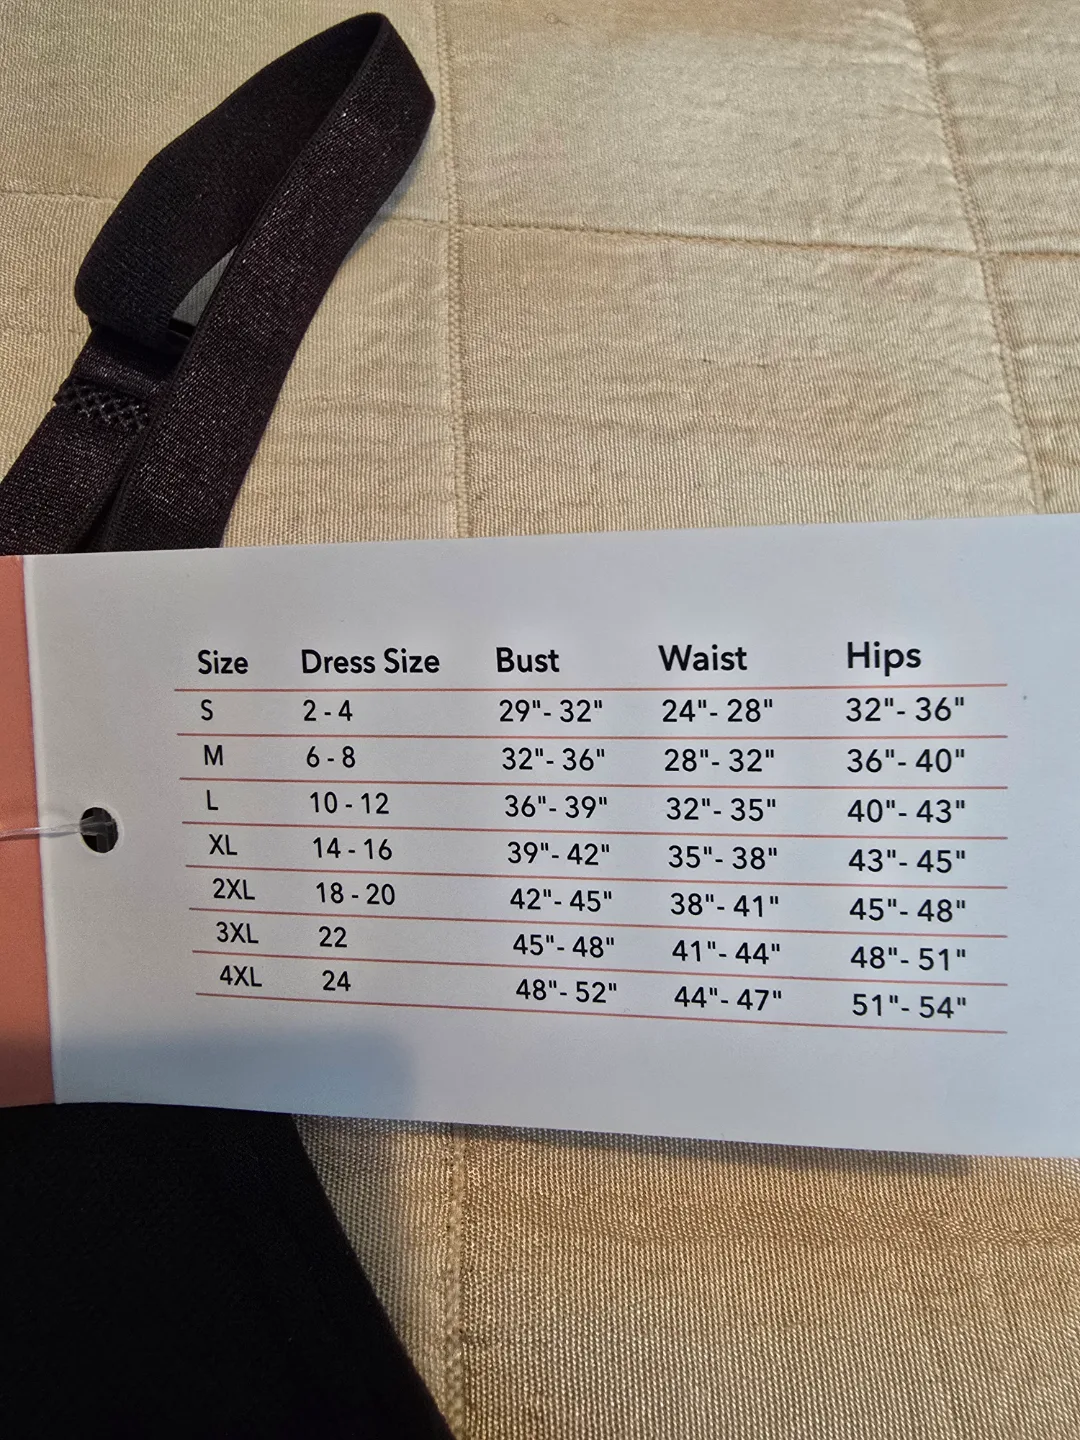 Size Dress Size Bust Waist Hips
S 2 - 4 29"- 32" 24"- 28" 32"- 36"
M 6 - 8 32"- 36" 28"- 32" 36"- 40"
L 10 - 12 36"- 39" 32"- 35" 40"- 43"
XL 14 - 16 39"- 42" 35"- 38" 43"- 45"
2XL 18 - 20 42"- 45" 38"- 41" 45"- 48"
3XL 22 45"- 48" 41"- 44" 48"- 51"
4XL 24 48"- 52" 44"- 47" 51"- 54"